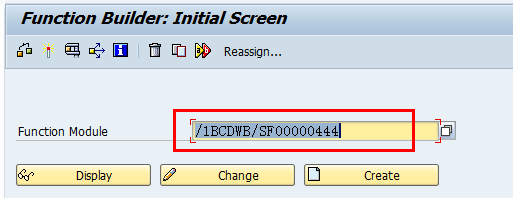 Function Builder: Initial Screen
Reassign...
Function Module /1BCDWB/SF00000444
Display Change Create